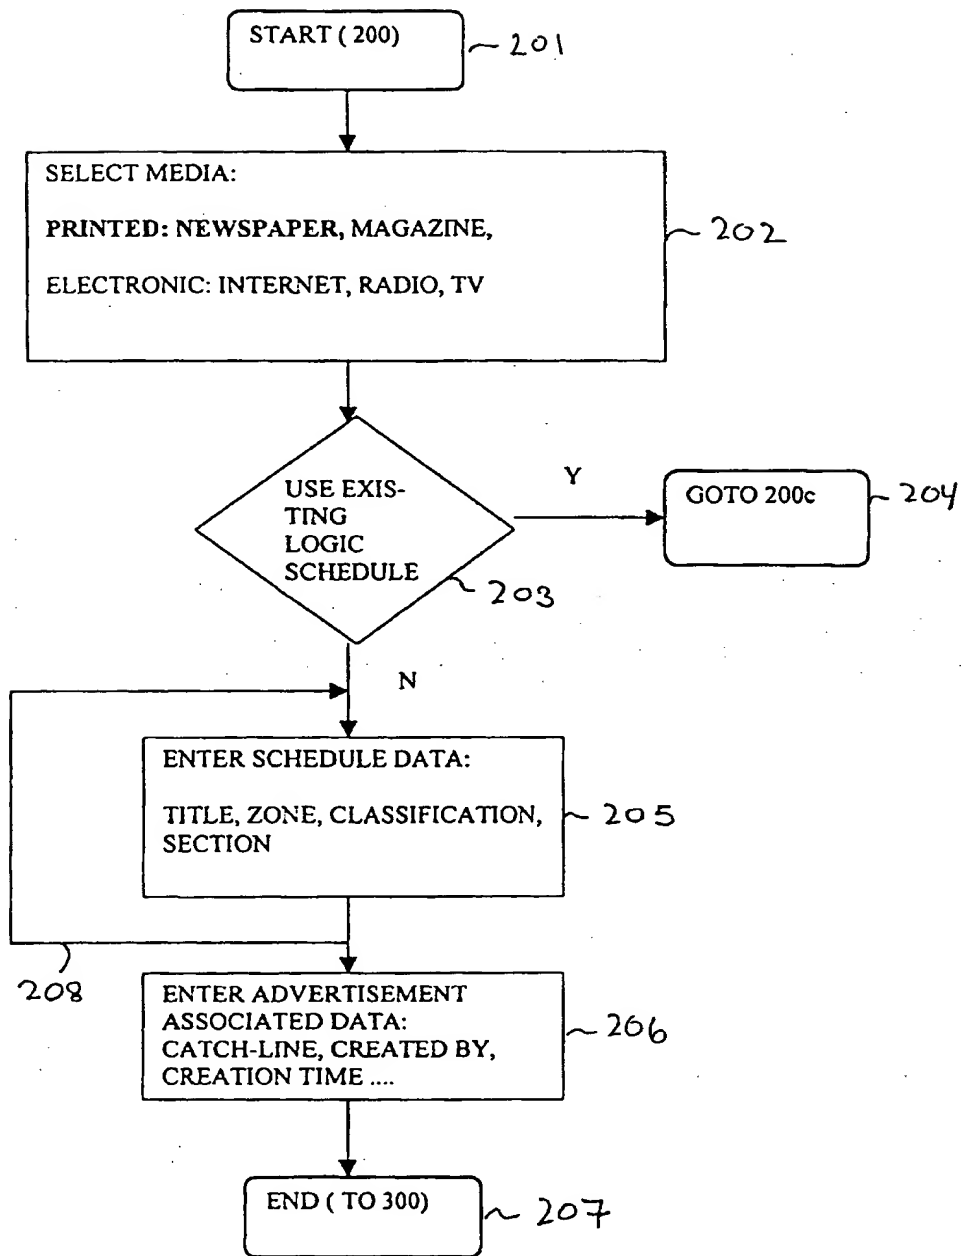 START ( 200)
201
SELECT MEDIA:
PRINTED: NEWSPAPER, MAGAZINE,
ELECTRONIC: INTERNET, RADIO, TV
202
USE EXIS-
TING
LOGIC
SCHEDULE
203
Y
GOTO 200c
204
N
ENTER SCHEDULE DATA:
TITLE, ZONE, CLASSIFICATION,
SECTION
205
208
ENTER ADVERTISEMENT
ASSOCIATED DATA:
CATCH-LINE, CREATED BY,
CREATION TIME ....
206
END ( TO 300)
207